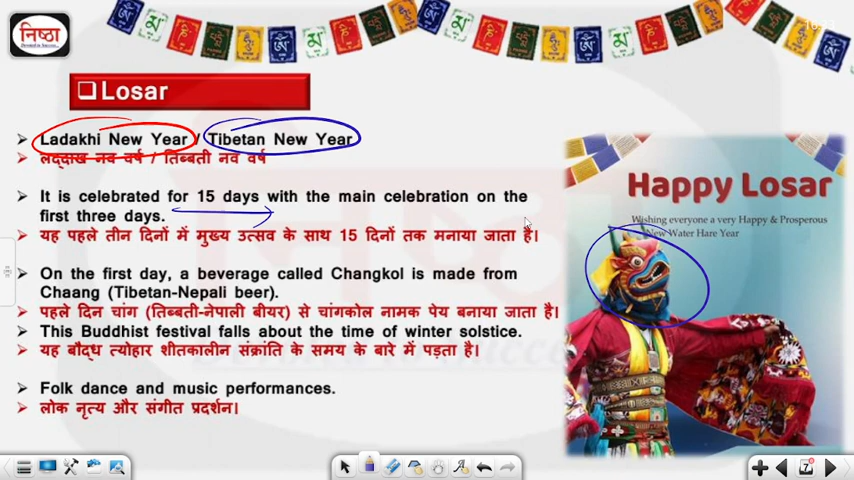 निष्ठा
❑Losar
➢ Ladakhi New Year / Tibetan New Year
➢ लद्दाख नव वर्ष / तिब्बती नव वर्ष
➢ It is celebrated for 15 days with the main celebration on the
first three days.
➢ यह पहले तीन दिनों में मुख्य उत्सव के साथ 15 दिनों तक मनाया जाता है।
➢ On the first day, a beverage called Changkol is made from
Chaang (Tibetan-Nepali beer).
➢ पहले दिन चांग (तिब्बती-नेपाली बीयर) से चांगकोल नामक पेय बनाया जाता है।
➢ This Buddhist festival falls about the time of winter solstice.
➢ यह बौद्ध त्योहार शीतकालीन संक्रांति के समय के बारे में पड़ता है।
➢ Folk dance and music performances.
➢ लोक नृत्य और संगीत प्रदर्शन।
Happy Losar
Wishing everyone a very Happy & Prosperous
New Water Hare Year
7